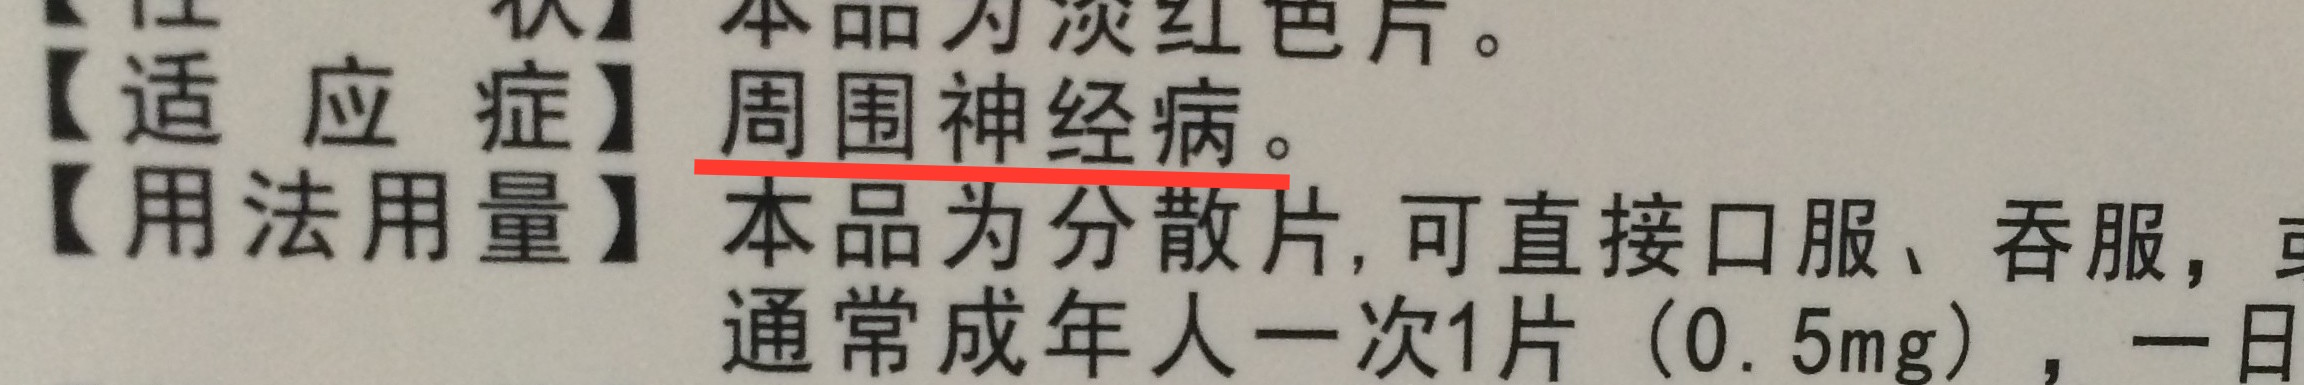 【性状】 本品为淡红色片。
【适应症】 周围神经病。
【用法用量】 本品为分散片,可直接口服、吞服，
通常成年人一次1片（0.5mg）,一日